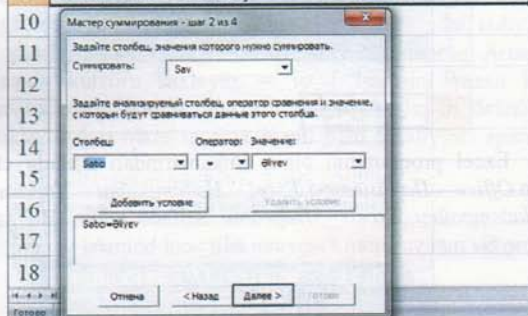 10
Мастер суммирования - шаг 2 из 4
Задайте столбец, значения которого нужно суммировать.
11
Суммировать: Sav
12
Задайте анализируемый столбец, оператор сравнения и значение,
13
с которым будут сравниваться данные этого столбца.
14
Столбец: Оператор: Значение:
15
= Əliyev
16
Добавить условие Удалить условие
17
18
Отмена < Назад Далее > Готово
Готово